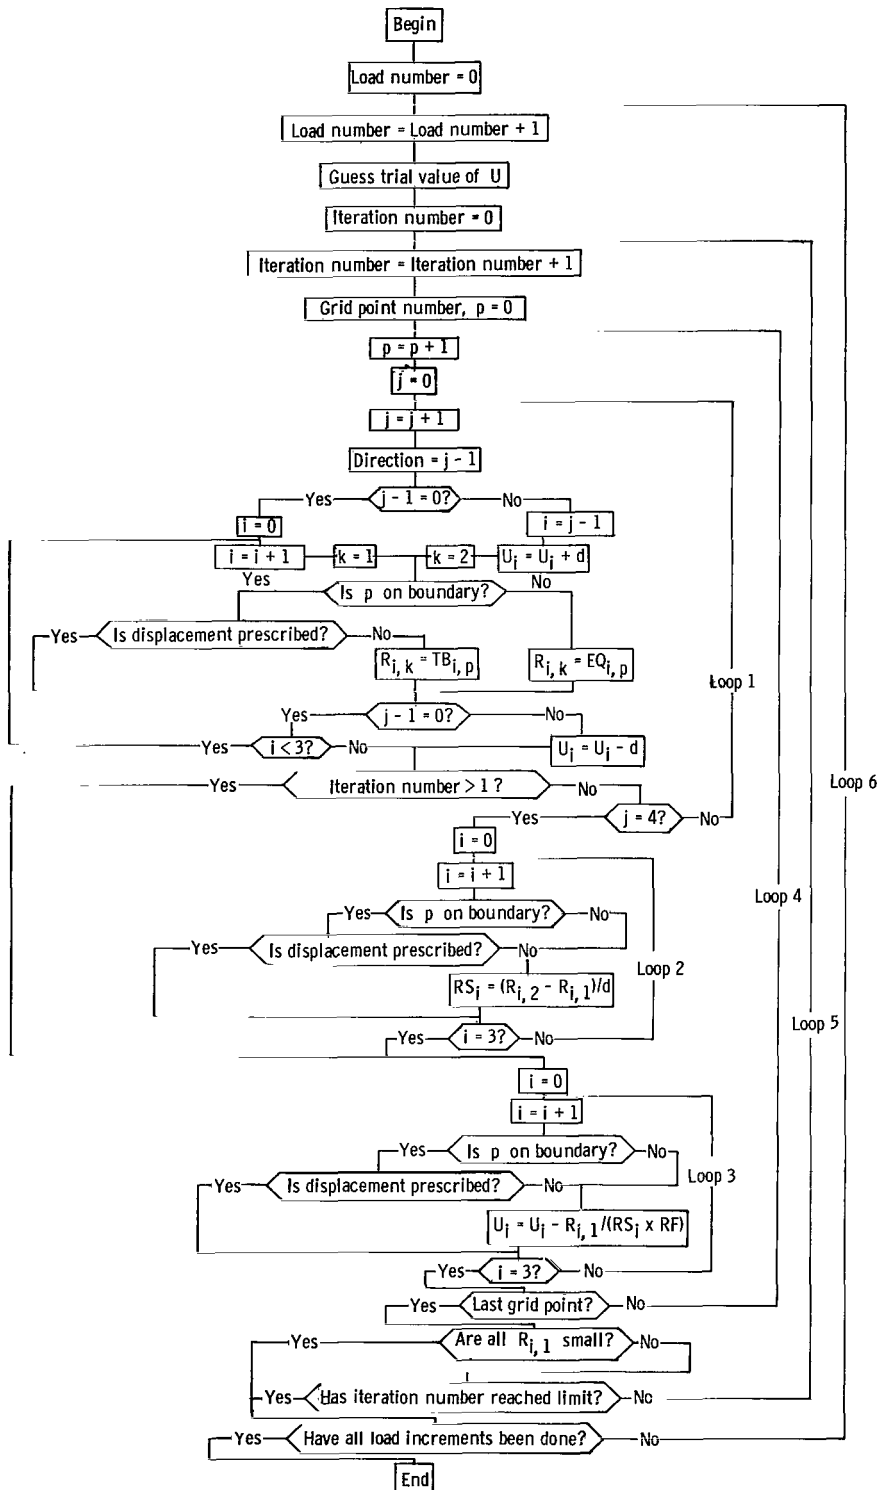 Begin
Load number = 0
Load number = Load number + 1
Guess trial value of U
Iteration number = 0
Iteration number = Iteration number + 1
Grid point number, p = 0
p = p + 1
j = 0
j = j + 1
Direction = j - 1
Yes j - 1 = 0? No
i = 0 i = j - 1
i = i + 1 k = 1 k = 2 U_i = U_i + d
Yes No
Is p on boundary?
Yes Is displacement prescribed? No
R_i,k = TB_i,p R_i,k = EQ_i,p
Loop 1
Yes j - 1 = 0? No
Yes i < 3? No U_i = U_i - d
Yes Iteration number > 1 ? No
Loop 6
Yes j = 4? No
i = 0
i = i + 1
Loop 4
Yes Is p on boundary? No
Yes Is displacement prescribed? No
Loop 2
RS_i = (R_i,2 - R_i,1)/d
Loop 5
Yes i = 3? No
i = 0
i = i + 1
Yes Is p on boundary? No
Loop 3
Yes Is displacement prescribed? No
U_i = U_i - R_i,1/(RS_i x RF)
Yes i = 3? No
Yes Last grid point? No
Yes Are all R_i,1 small? No
Yes Has iteration number reached limit? No
Yes Have all load increments been done? No
End